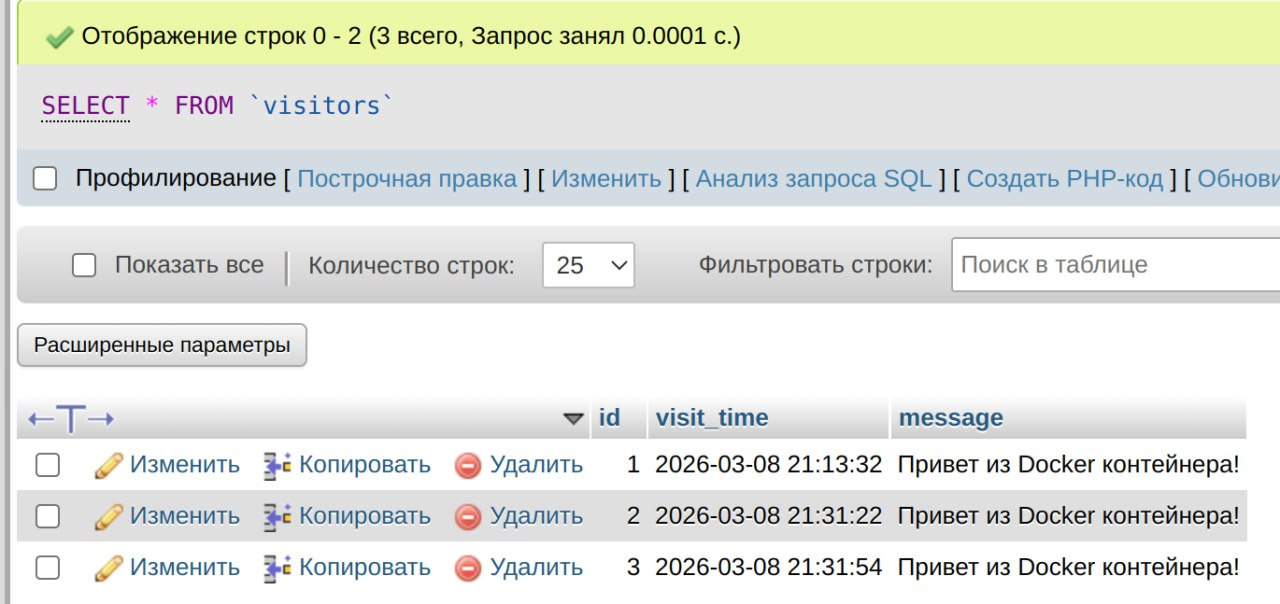 Отображение строк 0 - 2 (3 всего, Запрос занял 0.0001 с.)
SELECT * FROM `visitors`
Профилирование [ Построчная правка ] [ Изменить ] [ Анализ запроса SQL ] [ Создать PHP-код ] [ Обнови
Показать все | Количество строк: 25 Фильтровать строки: Поиск в таблице
Расширенные параметры
←T→ id visit_time message
Изменить Копировать Удалить 1 2026-03-08 21:13:32 Привет из Docker контейнера!
Изменить Копировать Удалить 2 2026-03-08 21:31:22 Привет из Docker контейнера!
Изменить Копировать Удалить 3 2026-03-08 21:31:54 Привет из Docker контейнера!